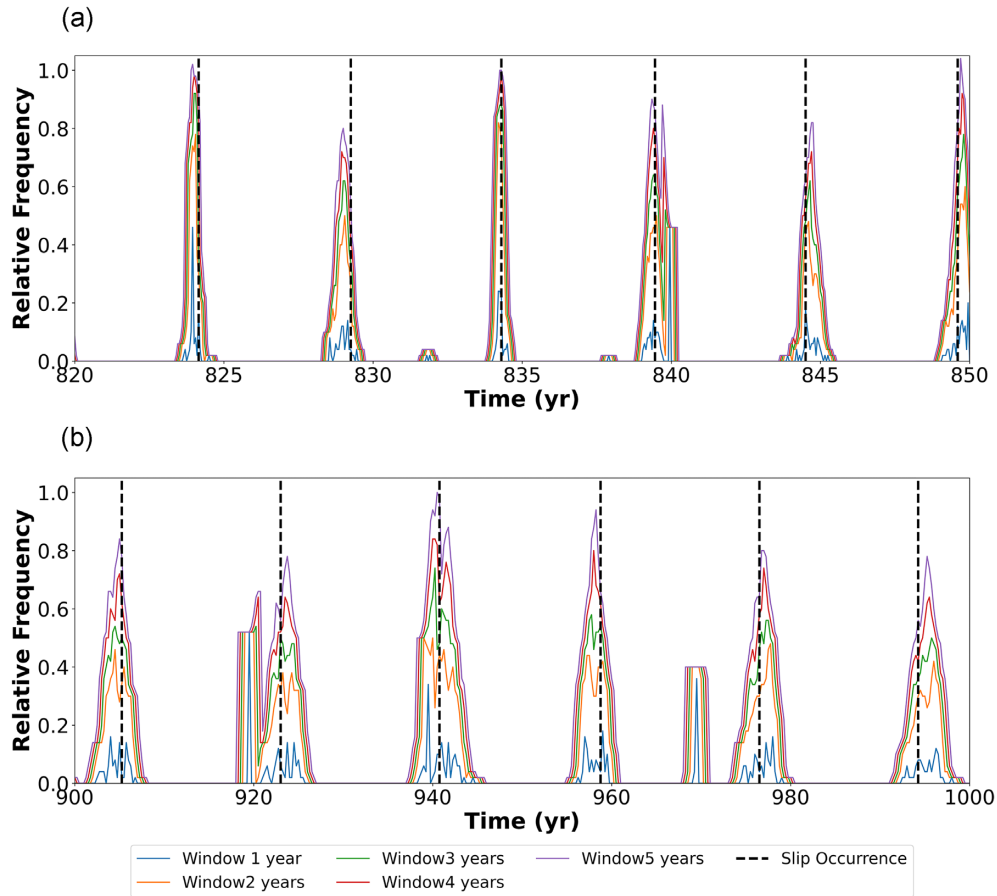 (a)
Relative Frequency
1.0
0.8
0.6
0.4
0.2
0.0
820 825 830 835 840 845 850
Time (yr)
(b)
Relative Frequency
1.0
0.8
0.6
0.4
0.2
0.0
900 920 940 960 980 1000
Time (yr)
Window 1 year Window3 years Window5 years Slip Occurrence
Window2 years Window4 years